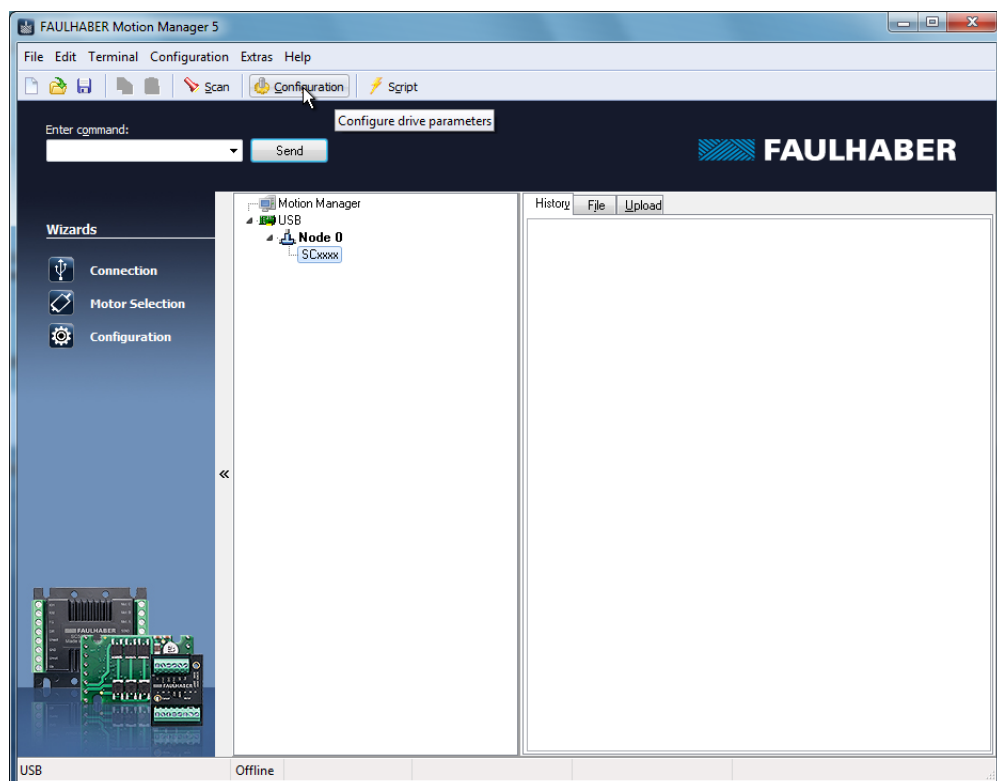 FAULHABER Motion Manager 5
File Edit Terminal Configuration Extras Help
Scan Configuration Script
Configure drive parameters
Enter command:
Send
FAULHABER
Wizards
Connection
Motor Selection
Configuration
Motion Manager
USB
Node 0
SCxxxx
History File Upload
«
FAULHABER
FAULHABER
USB Offline